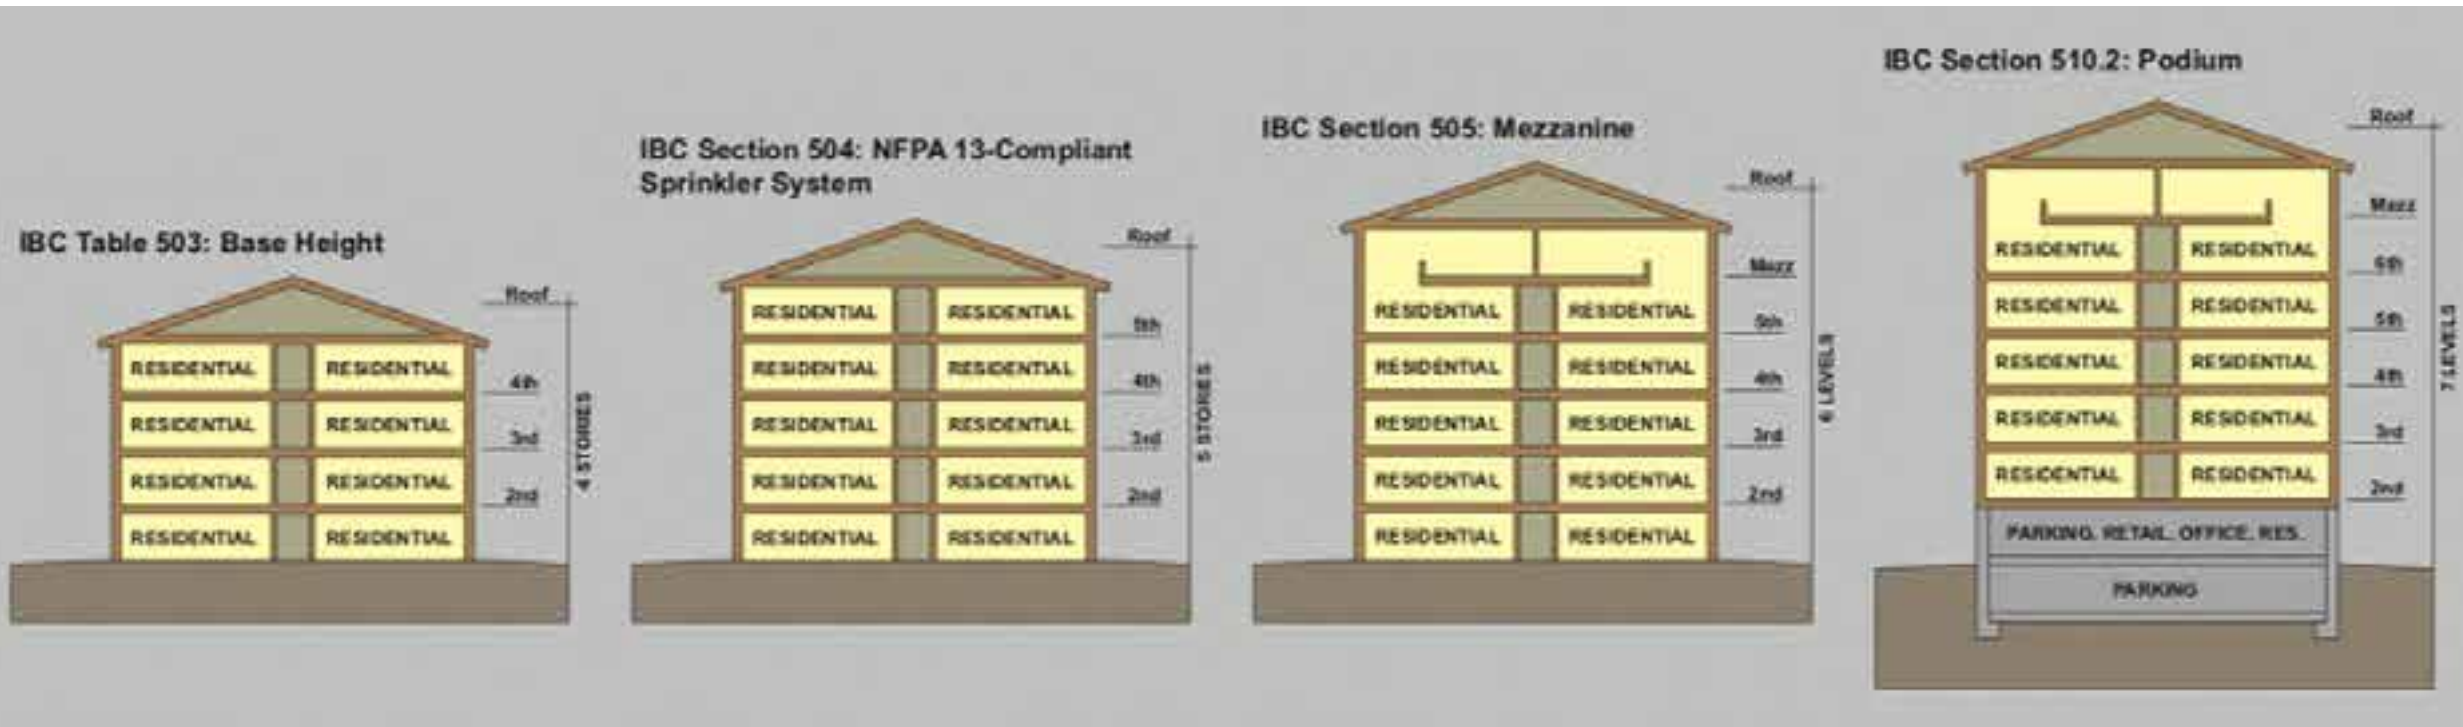 IBC Table 503: Base Height
Roof
RESIDENTIAL RESIDENTIAL
4th
RESIDENTIAL RESIDENTIAL
3rd
RESIDENTIAL RESIDENTIAL
2nd
RESIDENTIAL RESIDENTIAL
4 STORIES
IBC Section 504: NFPA 13-Compliant
Sprinkler System
Roof
RESIDENTIAL RESIDENTIAL
5th
RESIDENTIAL RESIDENTIAL
4th
RESIDENTIAL RESIDENTIAL
3rd
RESIDENTIAL RESIDENTIAL
2nd
RESIDENTIAL RESIDENTIAL
5 STORIES
IBC Section 505: Mezzanine
Roof
Mezz
RESIDENTIAL RESIDENTIAL
5th
RESIDENTIAL RESIDENTIAL
4th
RESIDENTIAL RESIDENTIAL
3rd
RESIDENTIAL RESIDENTIAL
2nd
RESIDENTIAL RESIDENTIAL
6 LEVELS
IBC Section 510.2: Podium
Roof
Mezz
RESIDENTIAL RESIDENTIAL
6th
RESIDENTIAL RESIDENTIAL
5th
RESIDENTIAL RESIDENTIAL
4th
RESIDENTIAL RESIDENTIAL
3rd
RESIDENTIAL RESIDENTIAL
2nd
PARKING, RETAIL, OFFICE, RES.
PARKING
7 LEVELS